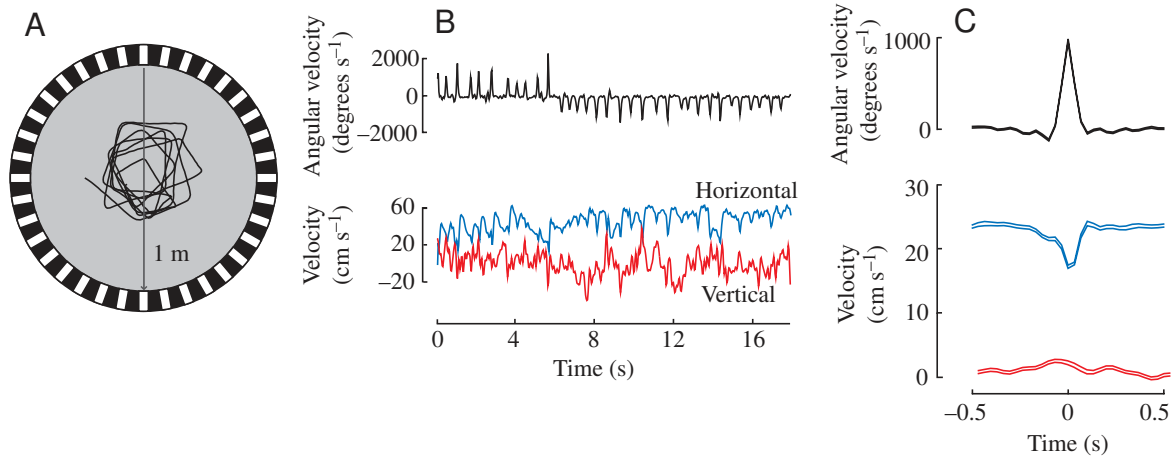 A
1 m
B
Angular velocity
(degrees s⁻¹)
2000
0
–2000
Velocity
(cm s⁻¹)
60
20
–20
Horizontal
Vertical
0 4 8 12 16
Time (s)
C
Angular velocity
(degrees s⁻¹)
1000
0
Velocity
(cm s⁻¹)
30
20
10
0
–0.5 0 0.5
Time (s)